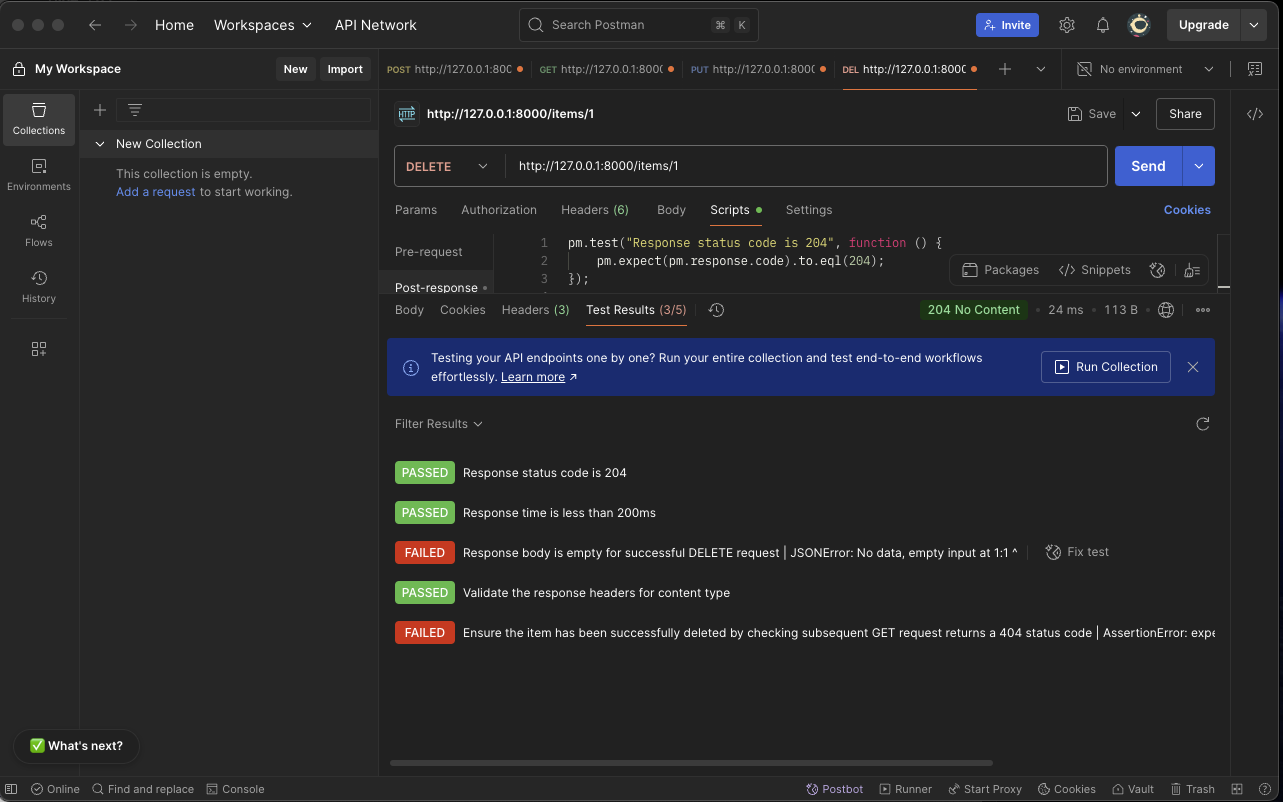 Home Workspaces API Network Search Postman ⌘ K Invite Upgrade
My Workspace New Import
POST http://127.0.0.1:800 GET http://127.0.0.1:800 PUT http://127.0.0.1:800 DEL http://127.0.0.1:8000 No environment
Collections
Environments
Flows
History
New Collection
This collection is empty.
Add a request to start working.
HTTP http://127.0.0.1:8000/items/1 Save Share
DELETE http://127.0.0.1:8000/items/1 Send
Params Authorization Headers (6) Body Scripts Settings Cookies
Pre-request
Post-response
1 pm.test("Response status code is 204", function () {
2 pm.expect(pm.response.code).to.eql(204);
3 });
Packages Snippets
Body Cookies Headers (3) Test Results (3/5) 204 No Content 24 ms 113 B
Testing your API endpoints one by one? Run your entire collection and test end-to-end workflows
effortlessly. Learn more ↗
Run Collection
Filter Results
PASSED Response status code is 204
PASSED Response time is less than 200ms
FAILED Response body is empty for successful DELETE request | JSONError: No data, empty input at 1:1 ^ Fix test
PASSED Validate the response headers for content type
FAILED Ensure the item has been successfully deleted by checking subsequent GET request returns a 404 status code | AssertionError: expe
✅ What's next?
Online Find and replace Console Postbot Runner Start Proxy Cookies Vault Trash